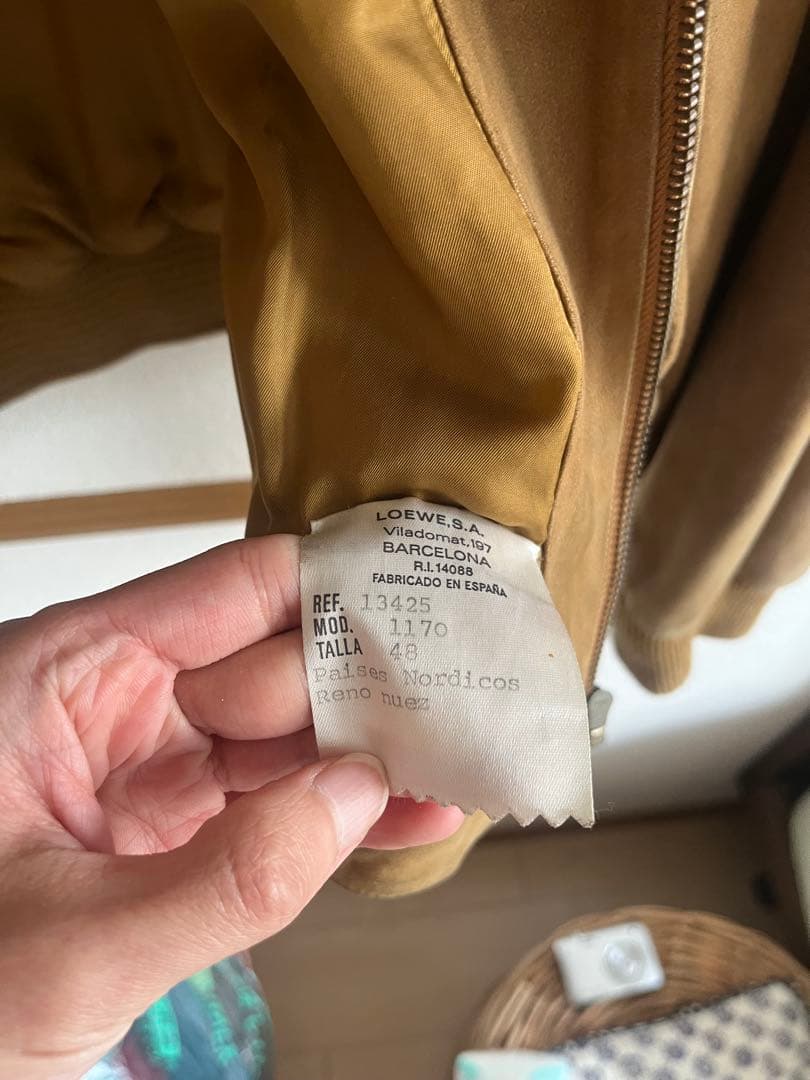 LOEWE,S.A.
Viladomat,197
BARCELONA
R.I.14088
FABRICADO EN ESPAÑA
REF. 13425
MOD. 1170
TALLA 48
Paises Nordicos
Reno nuez